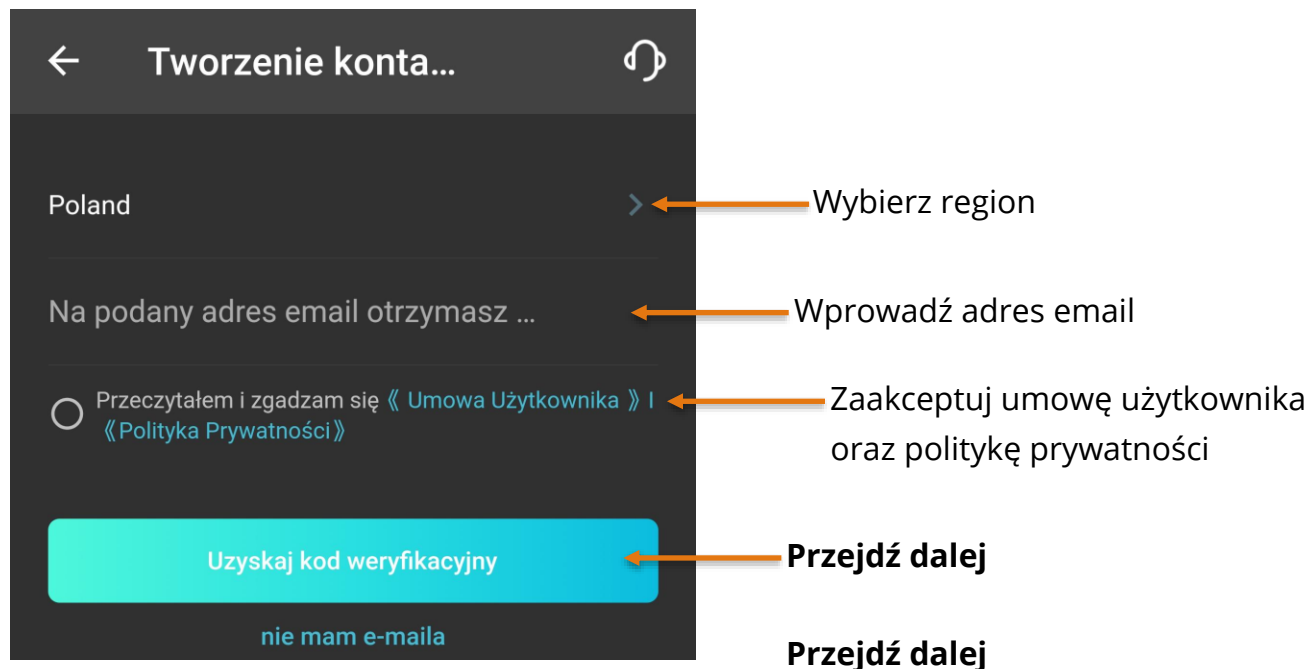 Tworzenie konta...
Poland
Wybierz region
Na podany adres email otrzymasz ...
Wprowadź adres email
Przeczytałem i zgadzam się 《 Umowa Użytkownika 》 I
《Polityka Prywatności》
Zaakceptuj umowę użytkownika
oraz politykę prywatności
Uzyskaj kod weryfikacyjny
Przejdź dalej
nie mam e-maila
Przejdź dalej